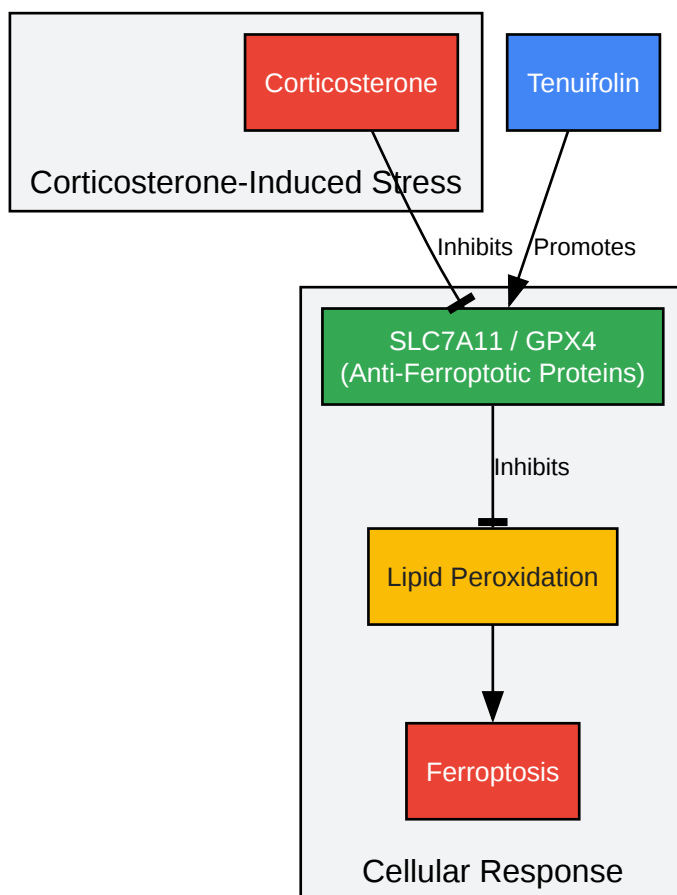 Corticosterone
Tenuifolin
Corticosterone-Induced Stress
Inhibits
Promotes
SLC7A11 / GPX4
(Anti-Ferroptotic Proteins)
Inhibits
Lipid Peroxidation
Ferroptosis
Cellular Response